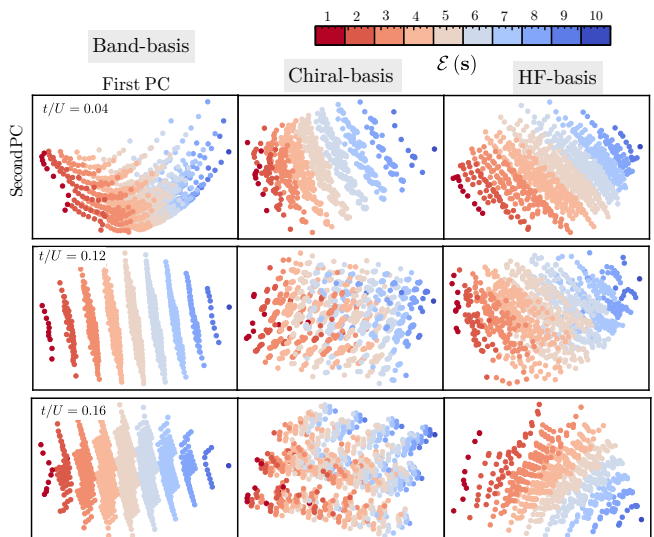 1 2 3 4 5 6 7 8 9 10
ℰ (s)
Band-basis
Chiral-basis
HF-basis
First PC
Second PC
t/U = 0.04
t/U = 0.12
t/U = 0.16